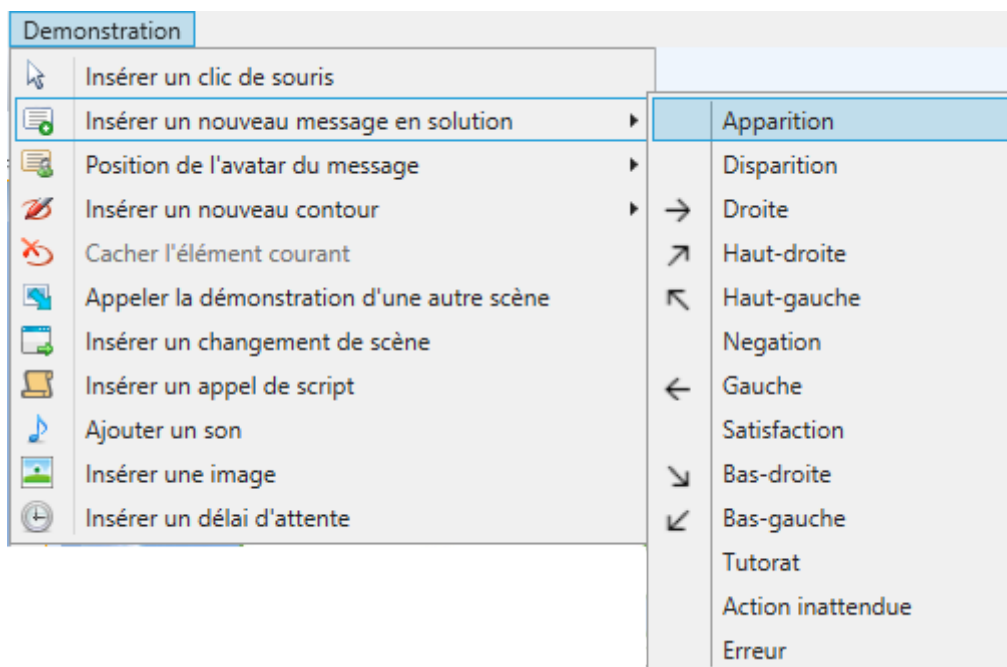 Demonstration
Insérer un clic de souris
Insérer un nouveau message en solution
Position de l'avatar du message
Insérer un nouveau contour
Cacher l'élément courant
Appeler la démonstration d'une autre scène
Insérer un changement de scène
Insérer un appel de script
Ajouter un son
Insérer une image
Insérer un délai d'attente
Apparition
Disparition
Droite
Haut-droite
Haut-gauche
Negation
Gauche
Satisfaction
Bas-droite
Bas-gauche
Tutorat
Action inattendue
Erreur